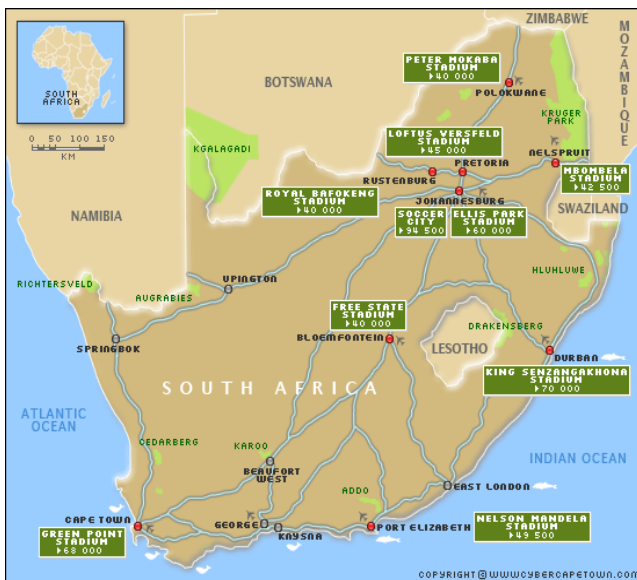 ZIMBABWE
MOZAMBIQUE
BOTSWANA
SOUTH
AFRICA
0 50 100 150
KM
PETER MOKABA
STADIUM
40 000
POLOKWANE
KRUGER
PARK
KGALAGADI
LOFTUS VERSFELD
STADIUM
45 000
PRETORIA
NELSPRUIT
RUSTENBURG
MBOMBELA
STADIUM
42 500
ROYAL BAFOKENG
STADIUM
40 000
JOHANNESBURG
NAMIBIA
SOCCER
CITY
94 500
ELLIS PARK
STADIUM
60 000
SWAZILAND
HLUHLUWE
RICHTERSVELD
UPINGTON
AUGRABIES
FREE STATE
STADIUM
40 000
BLOEMFONTEIN
DRAKENSBERG
LESOTHO
SPRINGBOK
DURBAN
KING SENZANGAKHONA
STADIUM
70 000
SOUTH AFRICA
ATLANTIC
OCEAN
CEDARBERG
KAROO
BEAUFORT
WEST
INDIAN OCEAN
ADDO
EAST LONDON
CAPE TOWN
GEORGE
KNYSNA
PORT ELIZABETH
NELSON MANDELA
STADIUM
49 500
GREEN POINT
STADIUM
68 000
COPYRIGHT @ WWW.CYBERCAPETOWN.COM